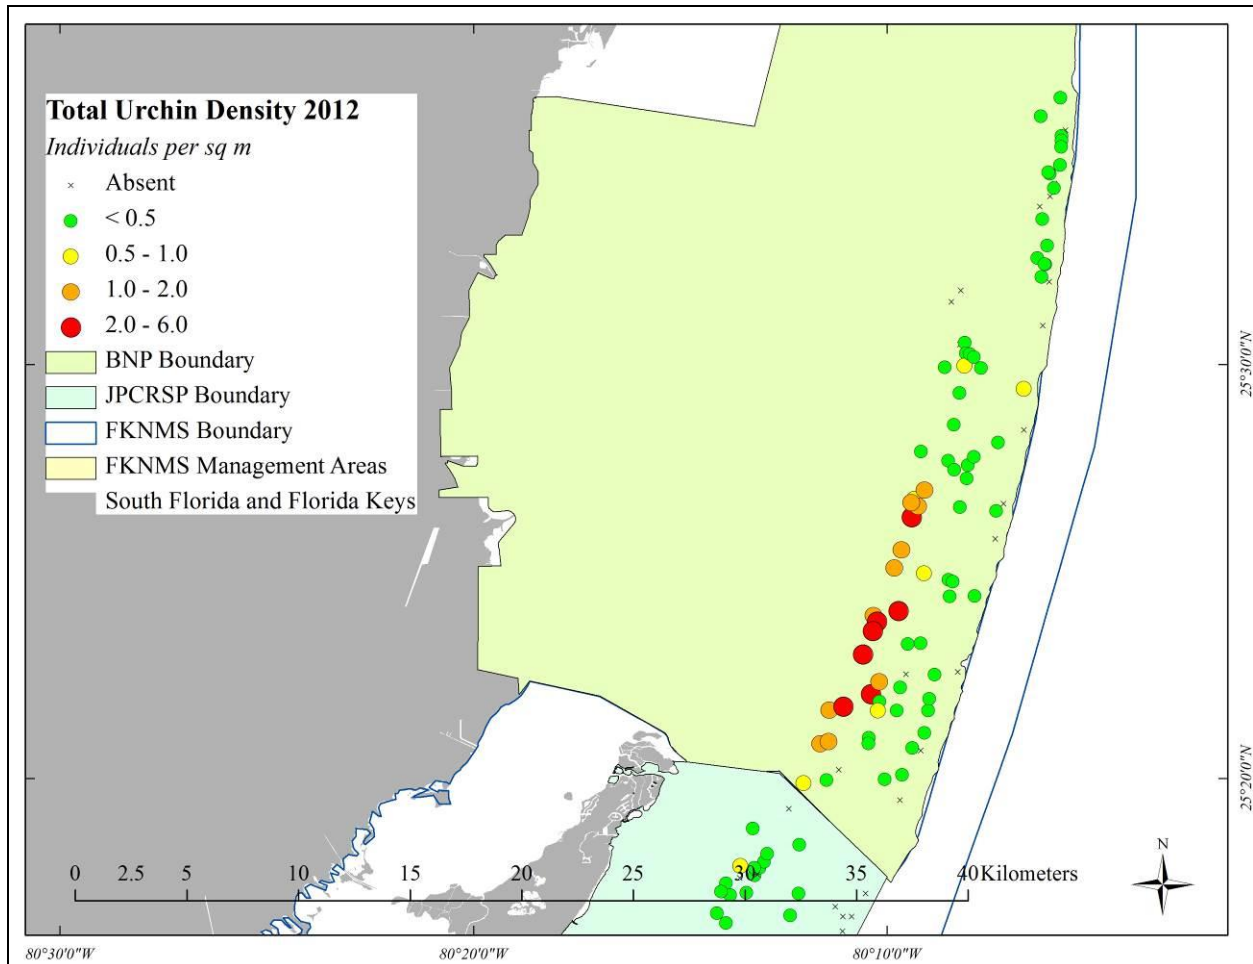 Total Urchin Density 2012
Individuals per sq m
Absent
< 0.5
0.5 - 1.0
1.0 - 2.0
2.0 - 6.0
BNP Boundary
JPCRSP Boundary
FKNMS Boundary
FKNMS Management Areas
South Florida and Florida Keys
25°30'0"N
25°20'0"N
N
0 2.5 5 10 15 20 25 30 35 40 Kilometers
80°30'0"W 80°20'0"W 80°10'0"W